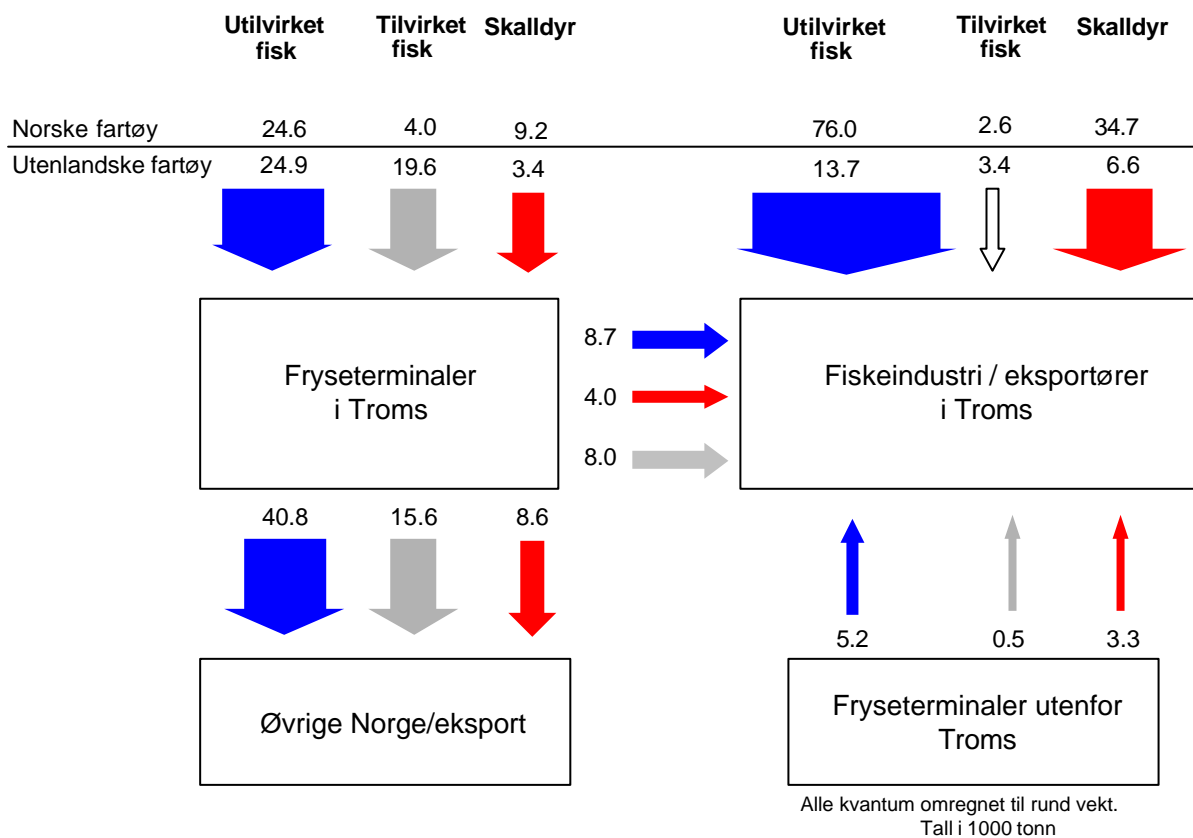 Utilvirket fisk Tilvirket fisk Skalldyr Utilvirket fisk Tilvirket fisk Skalldyr
Norske fartøy 24.6 4.0 9.2 76.0 2.6 34.7
Utenlandske fartøy 24.9 19.6 3.4 13.7 3.4 6.6
Fryseterminaler
i Troms
8.7
4.0
8.0
Fiskeindustri / eksportører
i Troms
40.8 15.6 8.6
5.2 0.5 3.3
Øvrige Norge/eksport
Fryseterminaler utenfor
Troms
Alle kvantum omregnet til rund vekt.
Tall i 1000 tonn